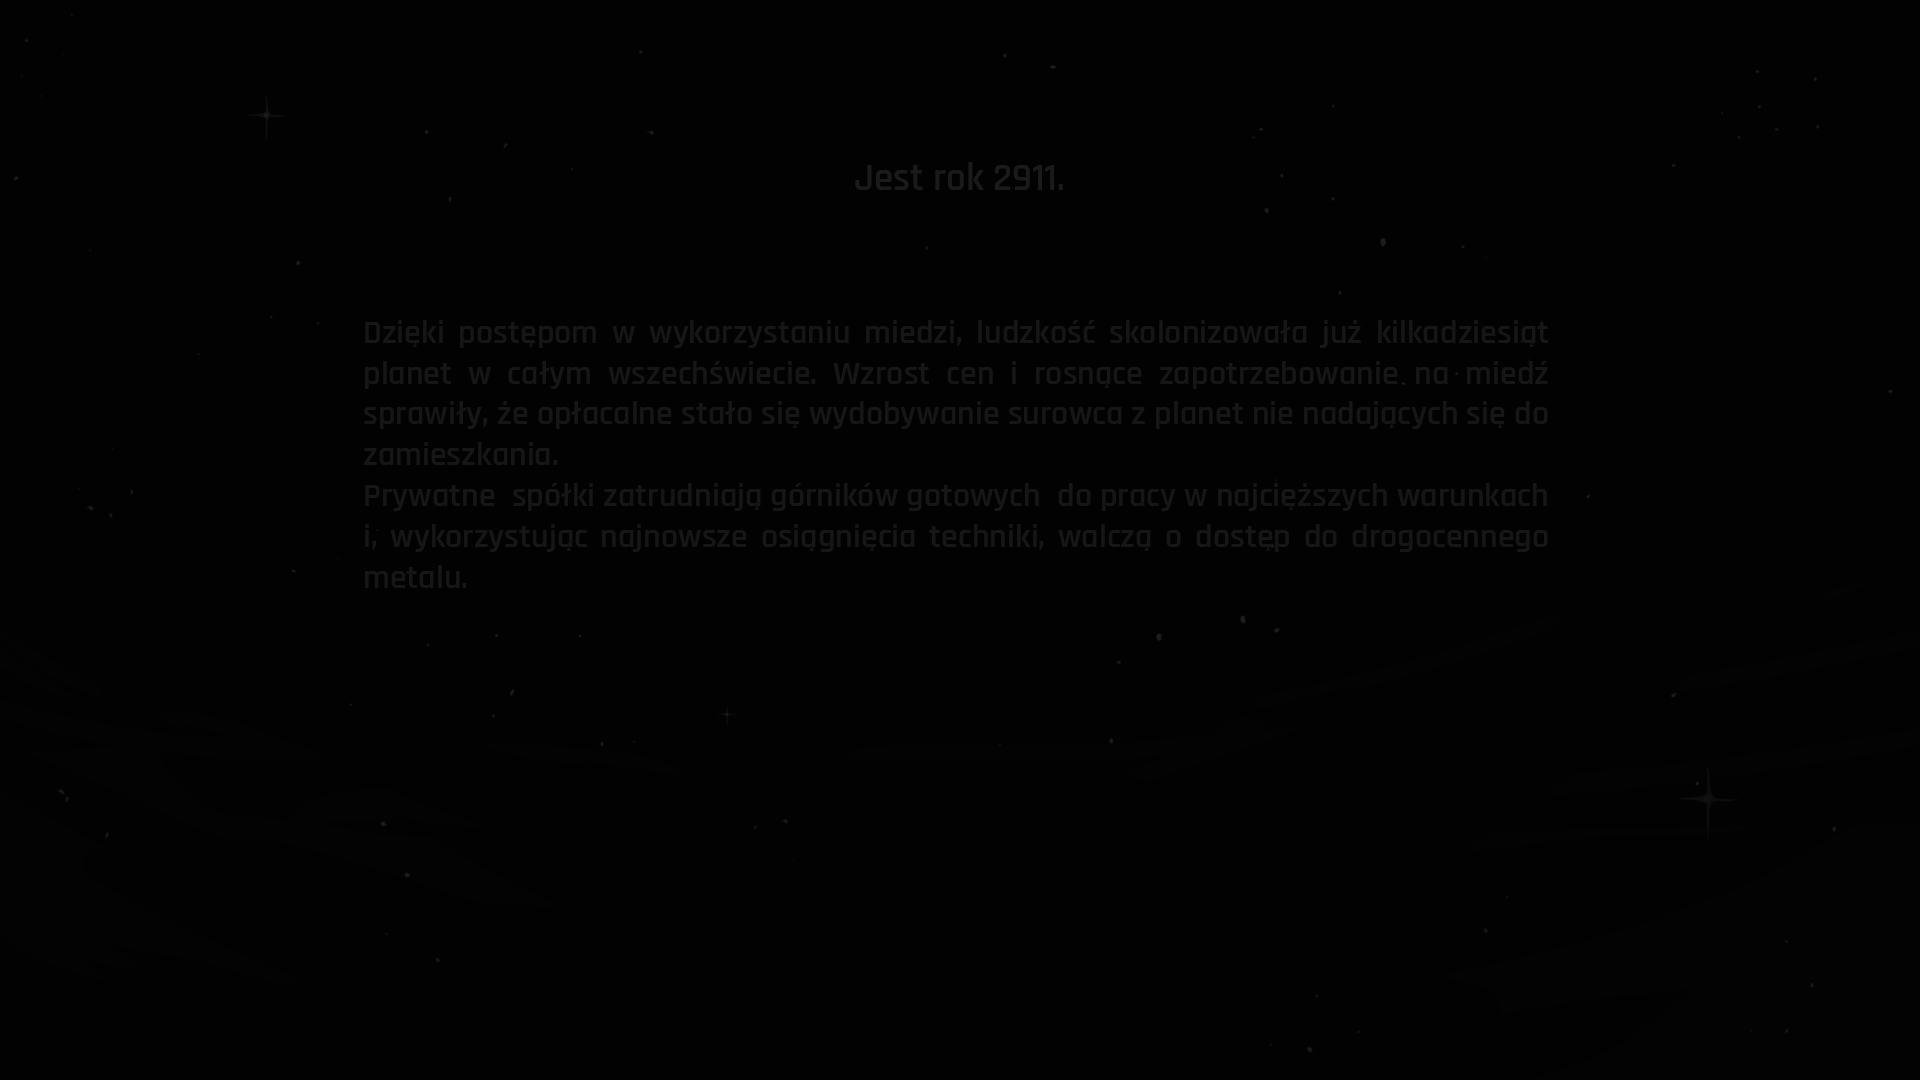 Jest rok 2911.
Dzięki postępom w wykorzystaniu miedzi, ludzkość skolonizowała już kilkadziesiąt
planet w całym wszechświecie. Wzrost cen i rosnące zapotrzebowanie na miedź
sprawiły, że opłacalne stało się wydobywanie surowca z planet nie nadających się do
zamieszkania.
Prywatne spółki zatrudniają górników gotowych do pracy w najcięższych warunkach
i, wykorzystując najnowsze osiągnięcia techniki, walczą o dostęp do drogocennego
metalu.